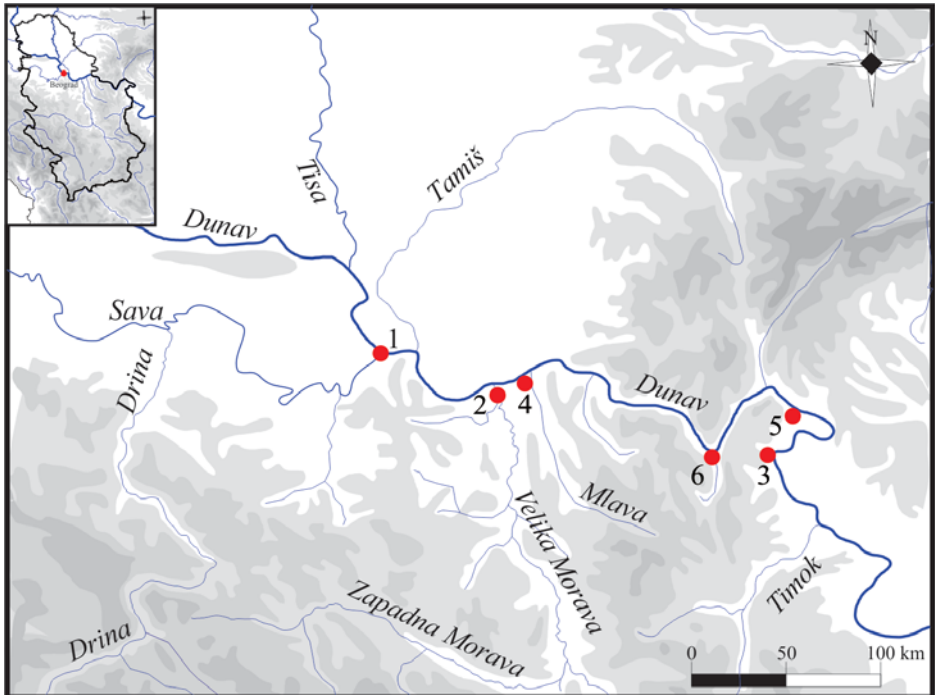 Beograd
N
Tisa
Tamiš
Dunav
Sava
Drina
1
2
4
Dunav
5
6
3
Mlava
Velika Morava
Timok
Zapadna Morava
Drina
0 50 100 km